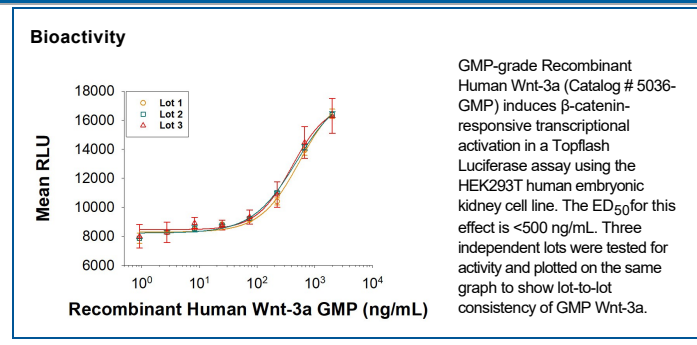 Bioactivity
18000
16000
14000
12000
10000
8000
6000
Mean RLU
Lot 1
Lot 2
Lot 3
10⁰ 10¹ 10² 10³ 10⁴
Recombinant Human Wnt-3a GMP (ng/mL)
GMP-grade Recombinant
Human Wnt-3a (Catalog # 5036-
GMP) induces β-catenin-
responsive transcriptional
activation in a Topflash
Luciferase assay using the
HEK293T human embryonic
kidney cell line. The ED₅₀for this
effect is <500 ng/mL. Three
independent lots were tested for
activity and plotted on the same
graph to show lot-to-lot
consistency of GMP Wnt-3a.